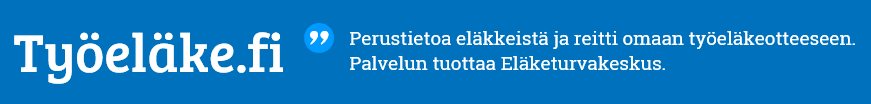 Työeläke.fi
Perustietoa eläkkeistä ja reitti omaan työeläkeotteeseen.
Palvelun tuottaa Eläketurvakeskus.